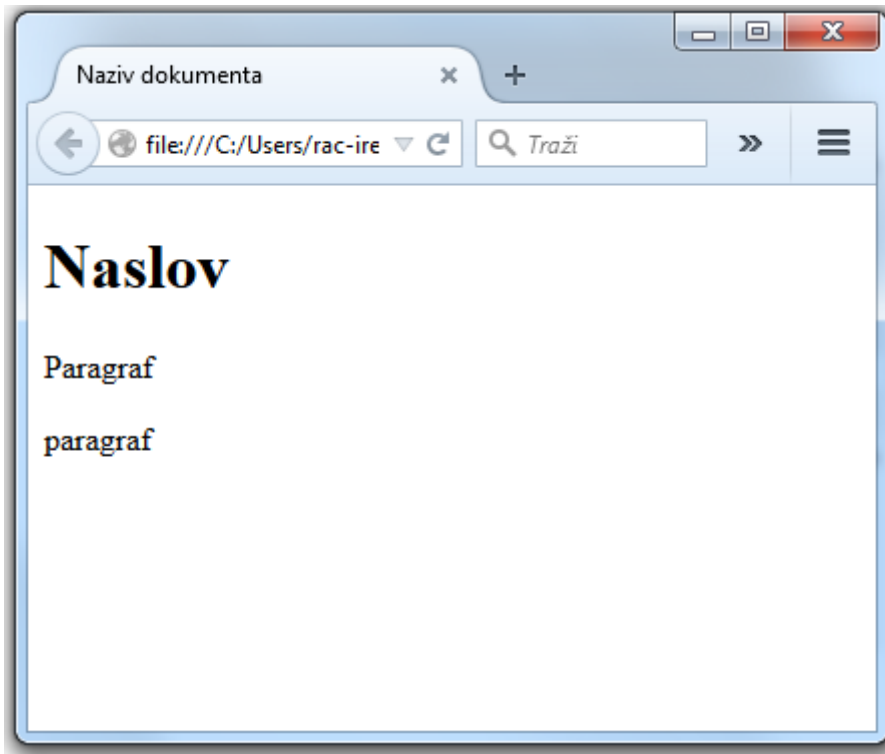 Naziv dokumenta
file:///C:/Users/rac-ire
Traži
Naslov
Paragraf
paragraf